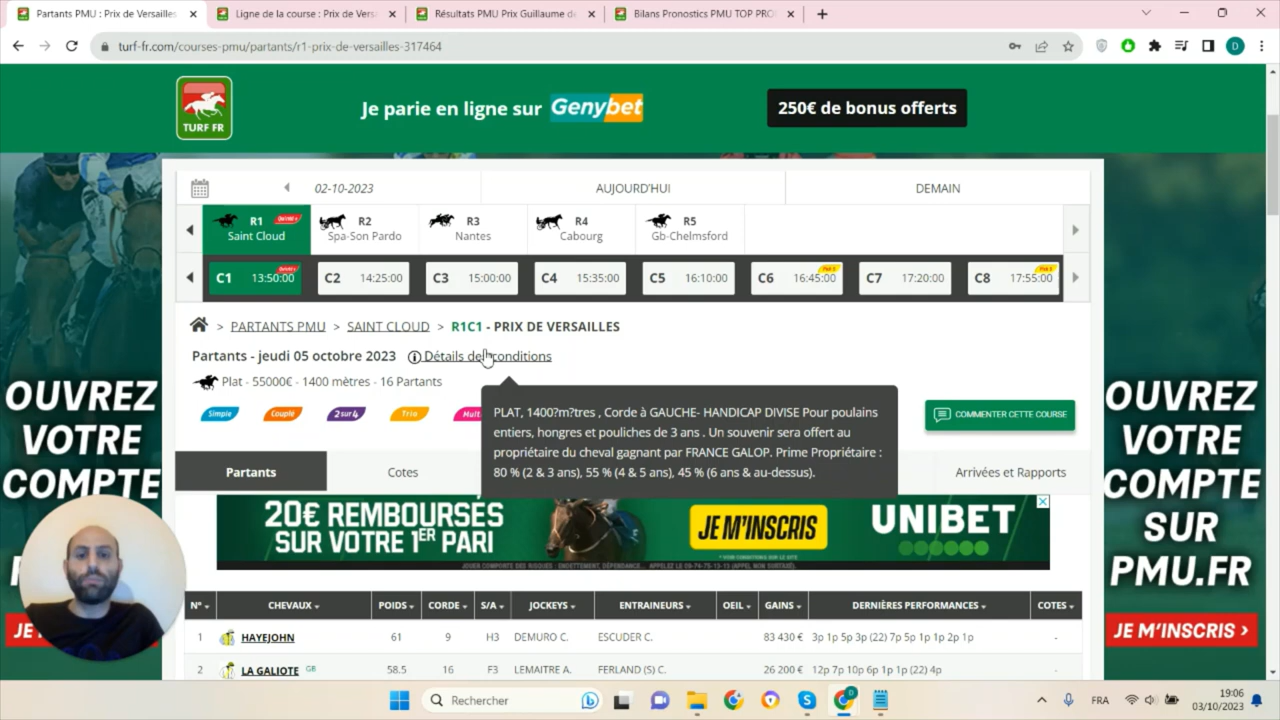 Partants PMU : Prix de Versailles
Ligne de la course : Prix de Vers
Résultats PMU Prix Guillaume d
Bilans Pronostics PMU TOP PRO
turf-fr.com/courses-pmu/partants/r1-prix-de-versailles-317464
D
TURF FR
Je parie en ligne sur Genybet
250€ de bonus offerts
02-10-2023
AUJOURD'HUI
DEMAIN
R1 Quinté+
Saint Cloud
R2
Spa-Son Pardo
R3
Nantes
R4
Cabourg
R5
Gb-Chelmsford
C1 13:50:00
C2 14:25:00
C3 15:00:00
C4 15:35:00
C5 16:10:00
C6 16:45:00
C7 17:20:00
C8 17:55:00
> PARTANTS PMU > SAINT CLOUD > R1C1 - PRIX DE VERSAILLES
Partants - jeudi 05 octobre 2023
Détails des conditions
Plat - 55000€ - 1400 mètres - 16 Partants
Simple
Couple
2sur4
Trio
Mult
PLAT, 1400?m?tres , Corde à GAUCHE- HANDICAP DIVISE Pour poulains
entiers, hongres et pouliches de 3 ans . Un souvenir sera offert au
propriétaire du cheval gagnant par FRANCE GALOP. Prime Propriétaire :
80 % (2 & 3 ans), 55 % (4 & 5 ans), 45 % (6 ans & au-dessus).
COMMENTER CETTE COURSE
Partants
Cotes
Arrivées et Rapports
OUVREZ
VOTRE
COMPTE
JE
OUVREZ
VOTRE
COMPTE
SUR
PMU.FR
JE M'INSCRIS >
20€ REMBOURSÉS
SUR VOTRE 1ER PARI
JE M'INSCRIS
* VOIR CONDITIONS SUR LE SITE
UNIBET
N° CHEVAUX POIDS CORDE S/A JOCKEYS ENTRAINEURS OEIL GAINS DERNIÈRES PERFORMANCES COTES
1 HAYEJOHN 61 9 H3 DEMURO C. ESCUDER C. 83 430 € 3p 1p 5p 3p (22) 7p 5p 1p 1p 2p 1p -
2 LA GALIOTE GB 58.5 16 F3 LEMAITRE A. FERLAND (S) C. 26 200 € 12p 7p 10p 6p 1p 1p (22) 4p -
Rechercher
FRA
19:06
03/10/2023